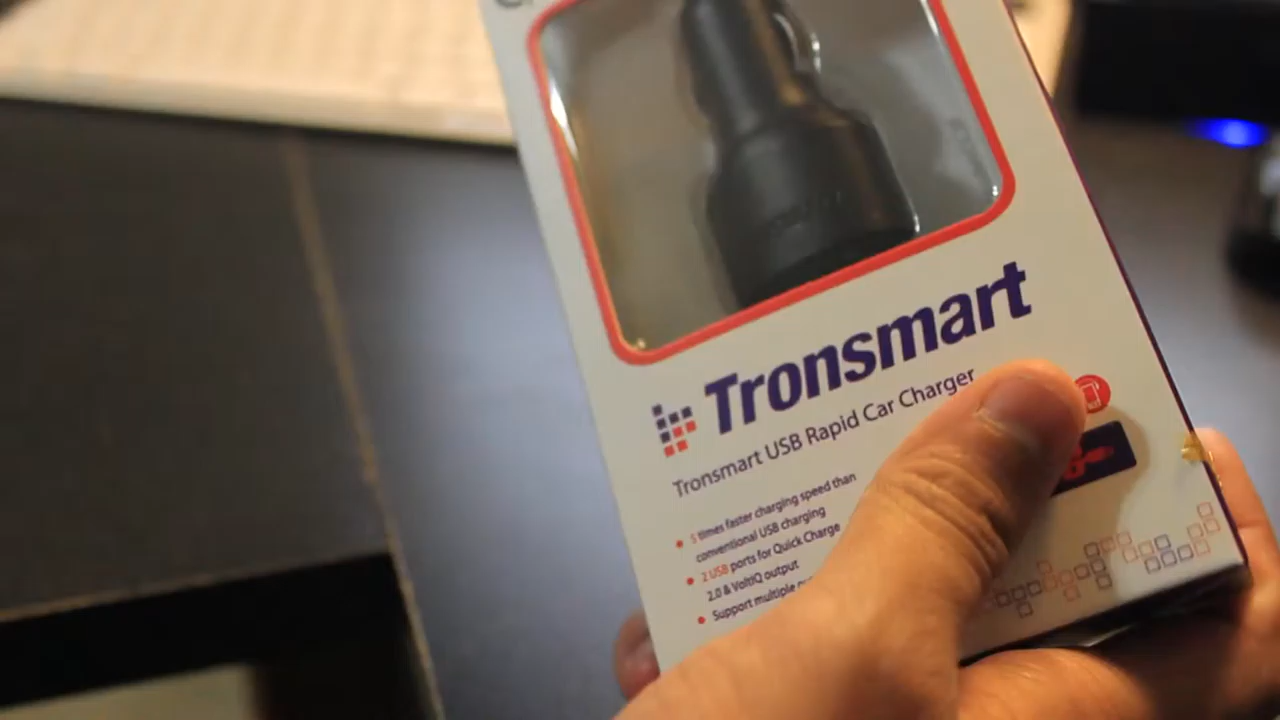 Tronsmart
Tronsmart USB Rapid Car Charger
5 times faster charging speed than
conventional USB charging
2 USB ports for Quick Charge
2.0 & VoltIQ output
Support multiple